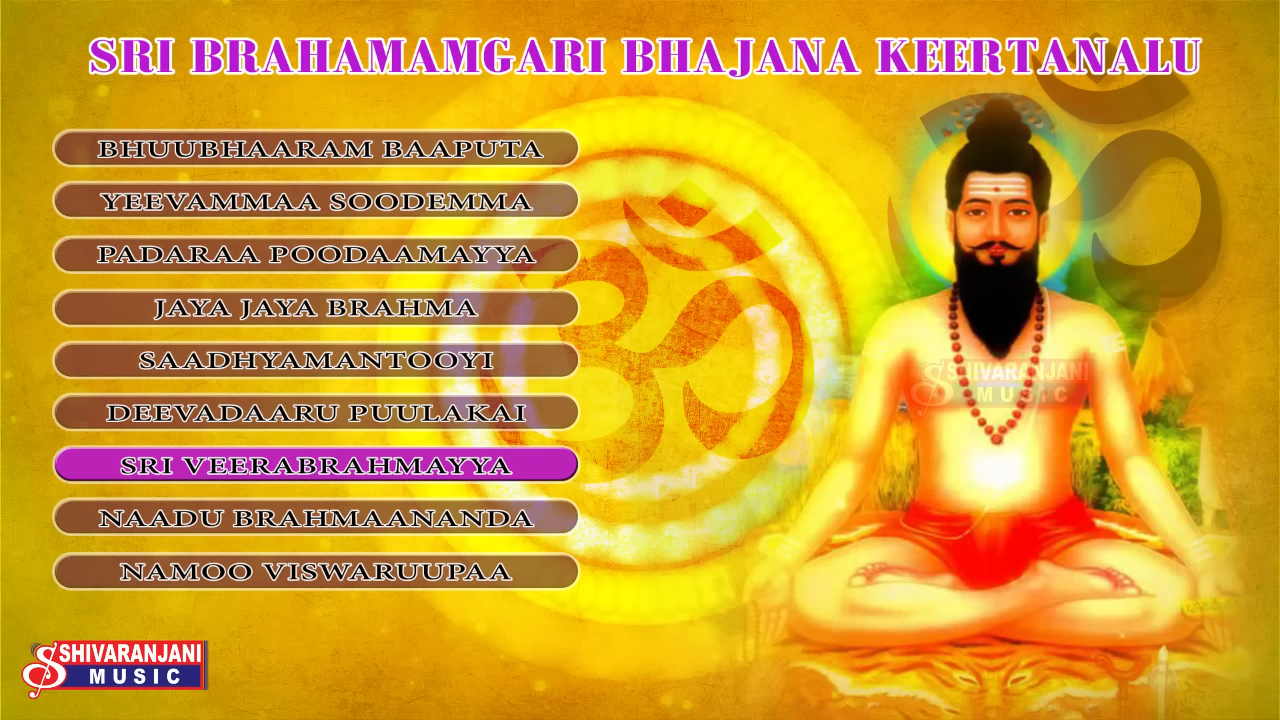 SRI BRAHAMAMGARI BHAJANA KEERTANALU
BHUUBHAARAM BAAPUTA
YEEVAMMAA SOODEMMA
PADARAA POODAAMAYYA
JAYA JAYA BRAHMA
SAADHYAMANTOOYI
DEEVADAARU PUULAKAI
SRI VEERABRAHMAYYA
NAADU BRAHMAANANDA
NAMOO VISWARUUPAA
SHIVARANJANI
MUSIC
SHIVARANJANI
MUSIC